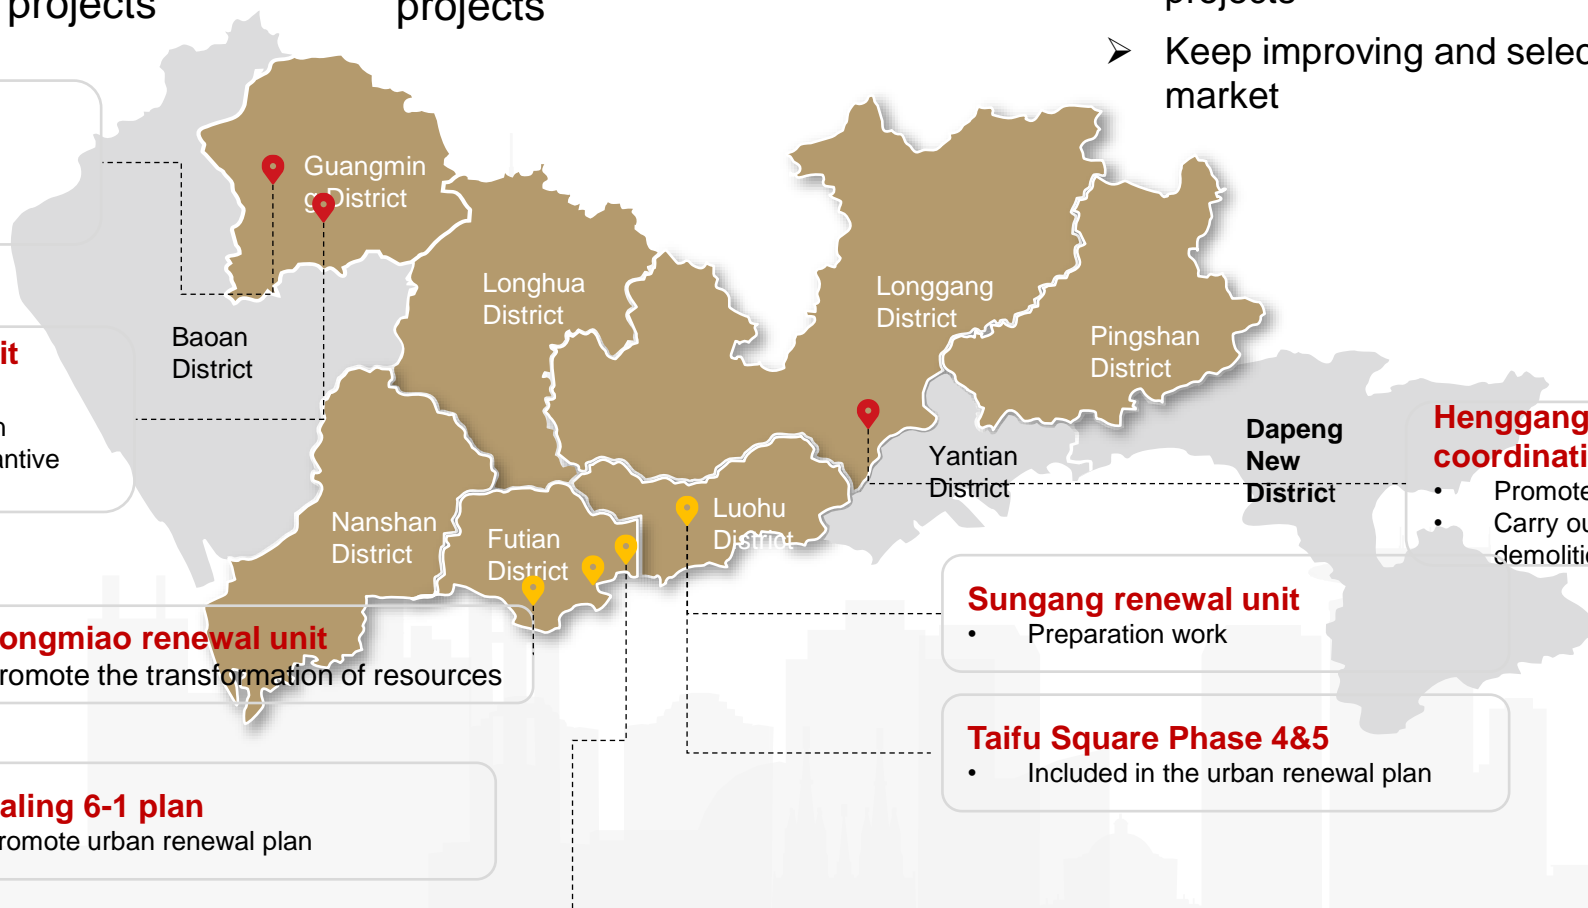 projects
projects
projects
➢ Keep improving and selec
market
Guangmin
g District
Longhua
District
Longgang
District
Pingshan
District
Baoan
District
it
n
antive
Dapeng
New
District
Henggang
coordinati
• Promote
• Carry ou
demoliti
Yantian
District
Nanshan
District
Futian
District
Luohu
District
Sungang renewal unit
• Preparation work
ongmiao renewal unit
romote the transformation of resources
Taifu Square Phase 4&5
• Included in the urban renewal plan
aling 6-1 plan
romote urban renewal plan